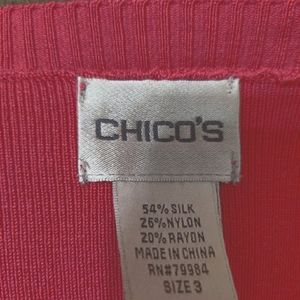 CHICO'S
54% SILK
26% NYLON
20% RAYON
MADE IN CHINA
RN#79984
SIZE 3